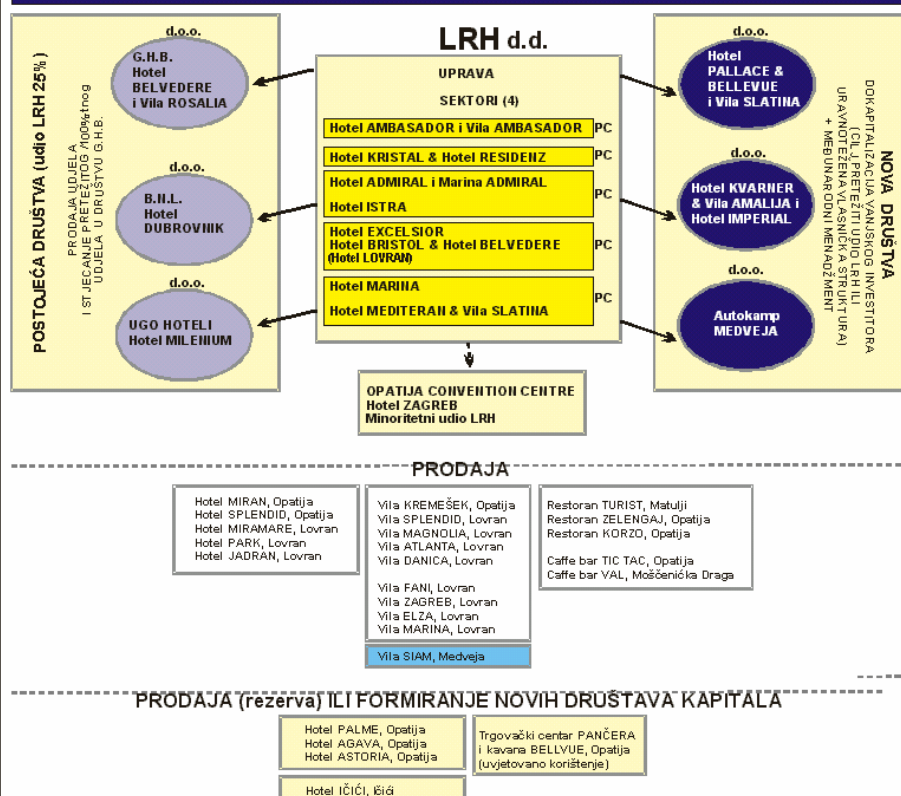 LRH d.d.
POSTOJEĆA DRUŠTVA (udio LRH 25%)
PRODAJA UDJELA
I STJECANJE PRETEŽITOG /100%tnog
UDJELA U DRUŠTVU G.H.B.
d.o.o.
G.H.B.
Hotel
BELVEDERE
i Vila ROSALIA
d.o.o.
B.N.L.
Hotel
DUBROVNIK
d.o.o.
UGO HOTELI
Hotel MILENIUM
UPRAVA
SEKTORI (4)
Hotel AMBASADOR i Vila AMBASADOR PC
Hotel KRISTAL & Hotel RESIDENZ PC
Hotel ADMIRAL i Marina ADMIRAL
Hotel ISTRA
PC
Hotel EXCELSIOR
Hotel BRISTOL & Hotel BELVEDERE
(Hotel LOVRAN)
PC
Hotel MARINA
Hotel MEDITERAN & Vila SLATINA
PC
d.o.o.
Hotel
PALLACE &
BELLEVUE
i Vila SLATINA
d.o.o.
Hotel KVARNER
& Vila AMALIJA i
Hotel IMPERIAL
d.o.o.
Autokamp
MEDVEJA
NOVA DRUŠTVA
DOKAPITALIZACIJA VANJSKOG INVESTITORA
(CILJ PRETEŽITI UDIO LRH ILI
URAVNOTEŽENA VLASNIČKA STRUKTURA)
+ MEĐUNARODNI MENADŽMENT
OPATIJA CONVENTION CENTRE
Hotel ZAGREB
Minoritetni udio LRH
PRODAJA
Hotel MIRAN, Opatija
Hotel SPLENDID, Opatija
Hotel MIRAMARE, Lovran
Hotel PARK, Lovran
Hotel JADRAN, Lovran
Vila KREMEŠEK, Opatija
Vila SPLENDID, Lovran
Vila MAGNOLIA, Lovran
Vila ATLANTA, Lovran
Vila DANICA, Lovran
Vila FANI, Lovran
Vila ZAGREB, Lovran
Vila ELZA, Lovran
Vila MARINA, Lovran
Vila SIAM, Medveja
Restoran TURIST, Matulji
Restoran ZELENGAJ, Opatija
Restoran KORZO, Opatija
Caffe bar TIC TAC, Opatija
Caffe bar VAL, Mošćenićka Draga
PRODAJA (rezerva) ILI FORMIRANJE NOVIH DRUŠTAVA KAPITALA
Hotel PALME, Opatija
Hotel AGAVA, Opatija
Hotel ASTORIA, Opatija
Trgovački centar PANČERA
i kavana BELLVUE, Opatija
(uvjetovano korištenje)
Hotel IČIĆI, Ičići